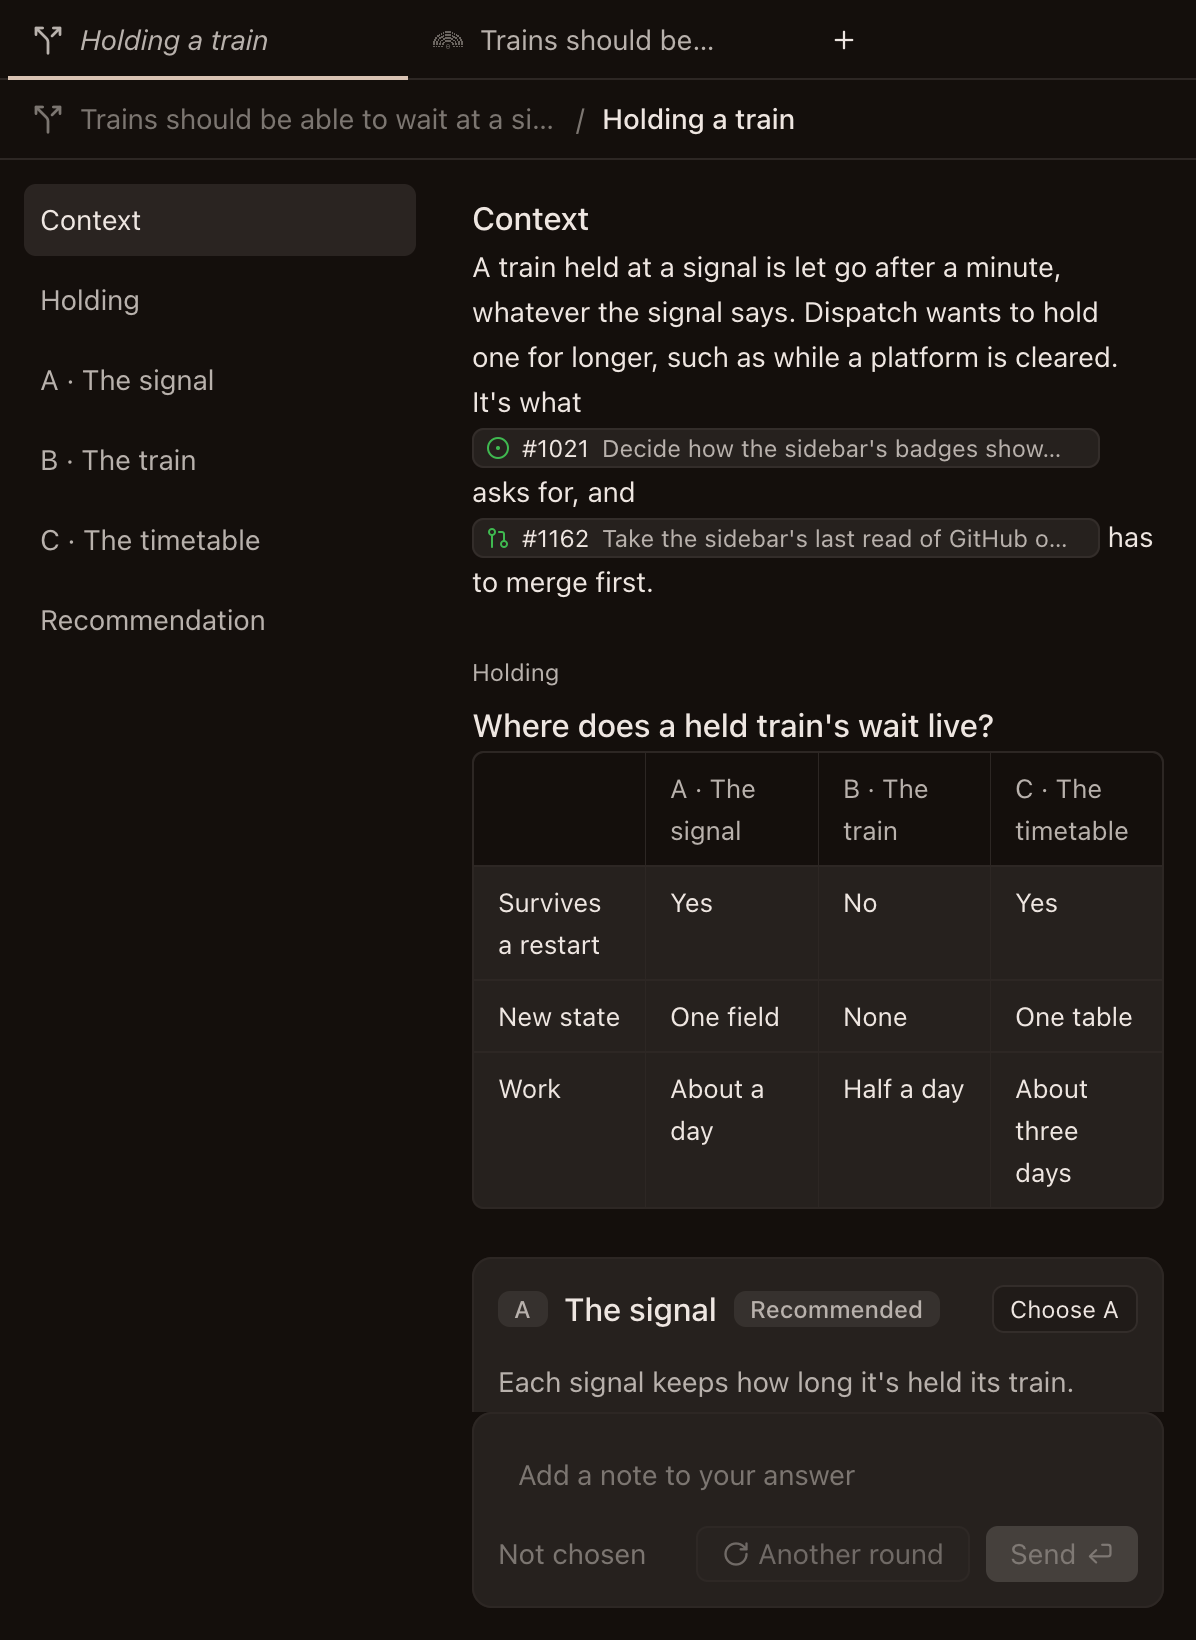 Holding a train
Trains should be...
+
Trains should be able to wait at a si... / Holding a train
Context
Holding
A · The signal
B · The train
C · The timetable
Recommendation
Context
A train held at a signal is let go after a minute,
whatever the signal says. Dispatch wants to hold
one for longer, such as while a platform is cleared.
It's what
#1021 Decide how the sidebar's badges show...
asks for, and
#1162 Take the sidebar's last read of GitHub o... has
to merge first.
Holding
Where does a held train's wait live?
A · The signal
B · The train
C · The timetable
Survives a restart
Yes
No
Yes
New state
One field
None
One table
Work
About a day
Half a day
About three days
A The signal Recommended Choose A
Each signal keeps how long it's held its train.
Add a note to your answer
Not chosen Another round Send